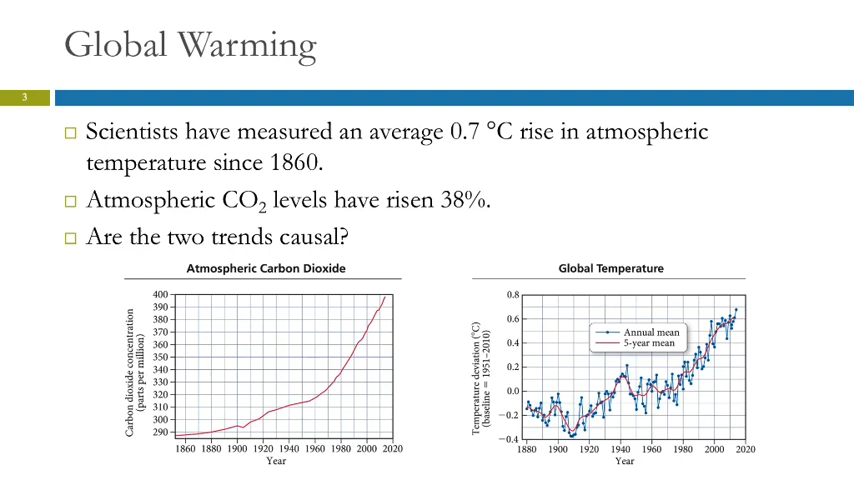 Global Warming
3
Scientists have measured an average 0.7 °C rise in atmospheric
temperature since 1860.
Atmospheric CO₂ levels have risen 38%.
Are the two trends causal?
Atmospheric Carbon Dioxide
Carbon dioxide concentration
(parts per million)
400
390
380
370
360
350
340
330
320
310
300
290
1860 1880 1900 1920 1940 1960 1980 2000 2020
Year
Global Temperature
Temperature deviation (°C)
(baseline = 1951–2010)
0.8
0.6
0.4
0.2
0.0
−0.2
−0.4
Annual mean
5-year mean
1880 1900 1920 1940 1960 1980 2000 2020
Year